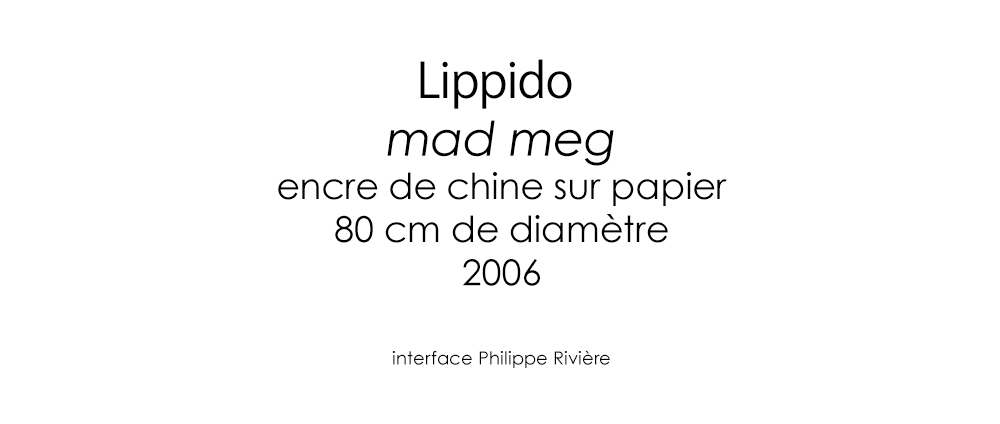 Lippido
mad meg
encre de chine sur papier
80 cm de diamètre
2006
interface Philippe Rivière